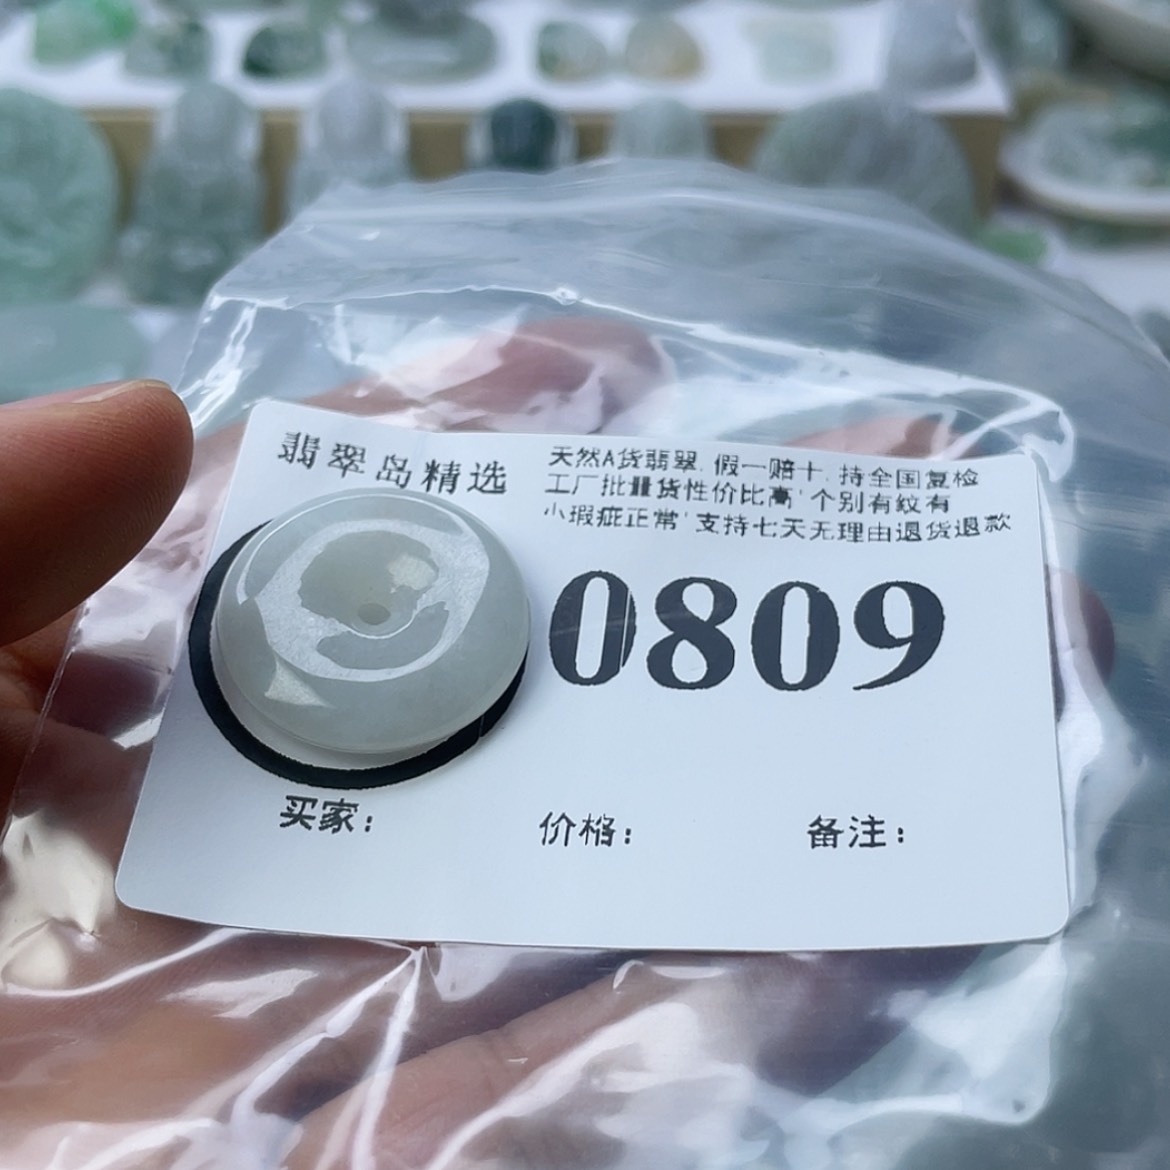 翡翠岛精选
天然A货翡翠,假一赔十,持全国复检
工厂批量货性价比高,个别有纹有
小瑕疵正常,支持七天无理由退货退款
0809
买家:
价格:
备注: